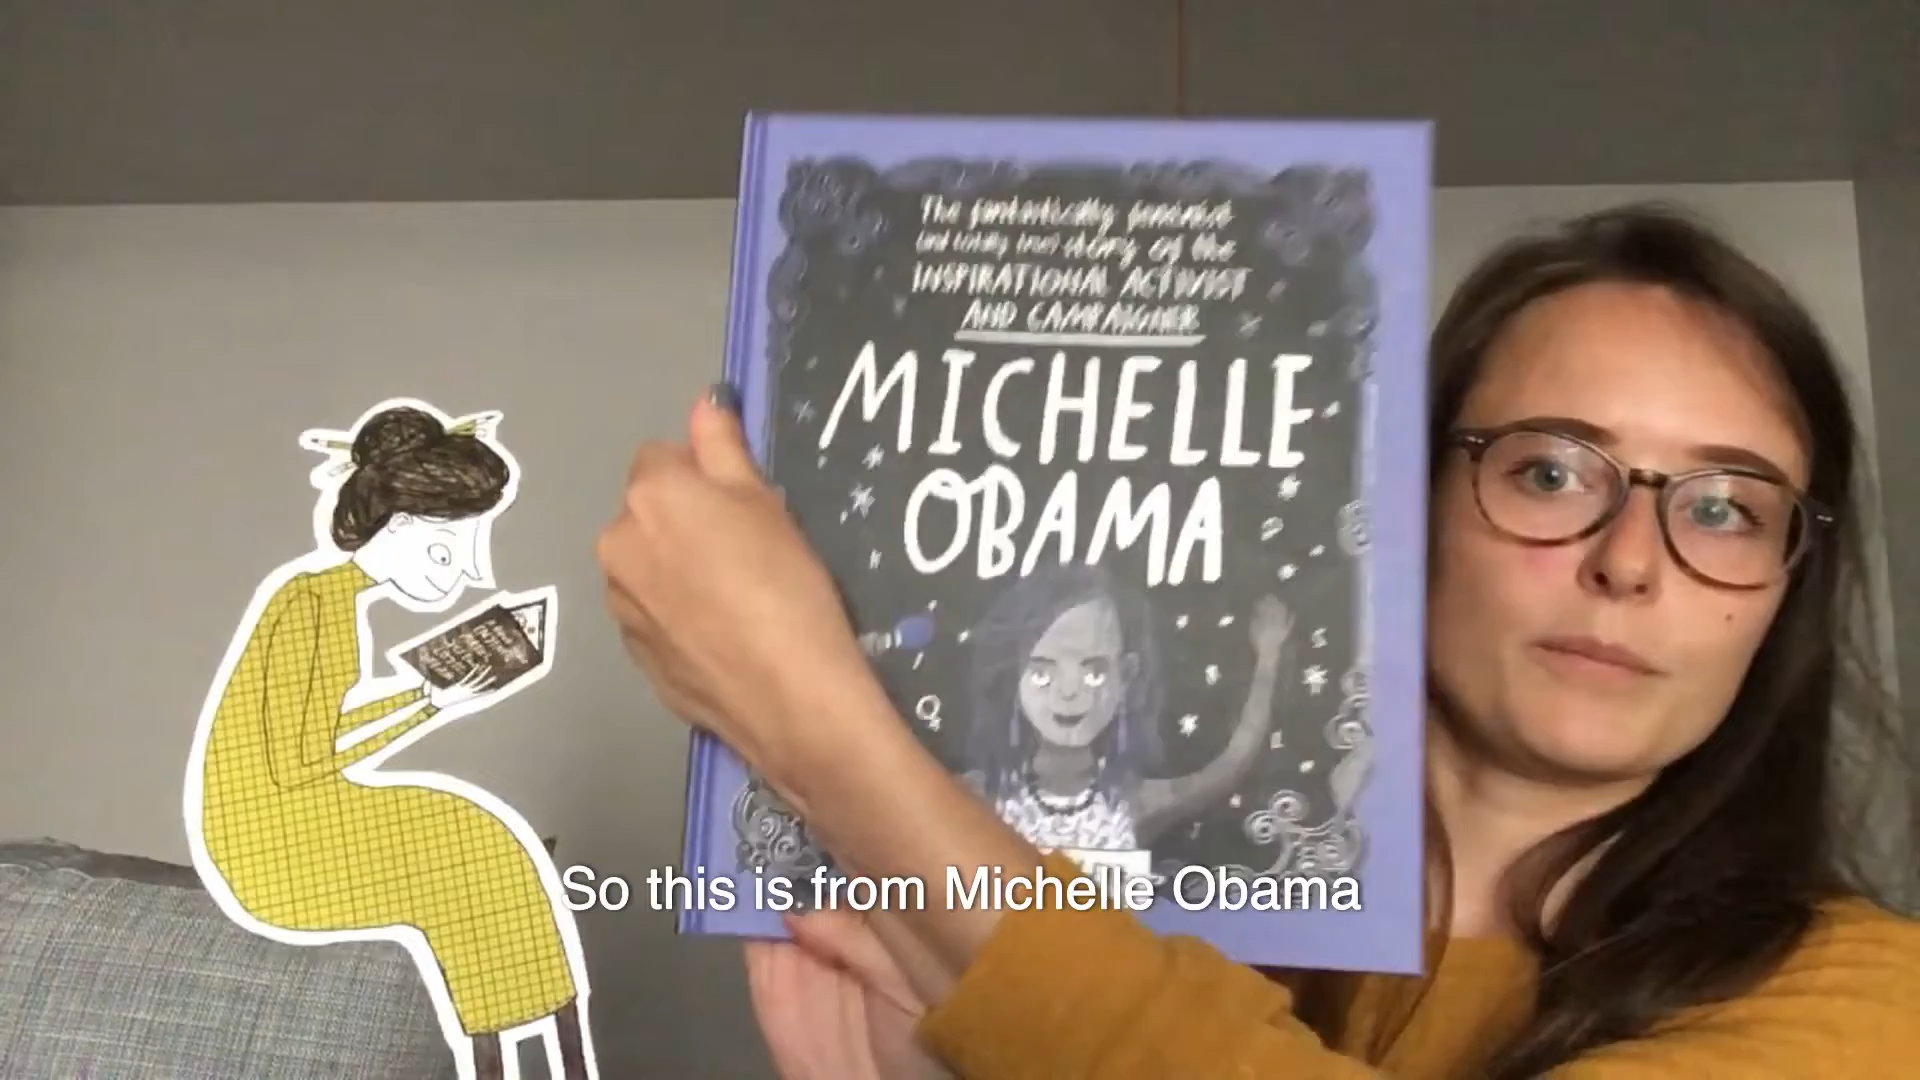 The fantastically feminist
and totally true story of the
INSPIRATIONAL ACTIVIST
AND CAMPAIGNER
MICHELLE
OBAMA
So this is from Michelle Obama